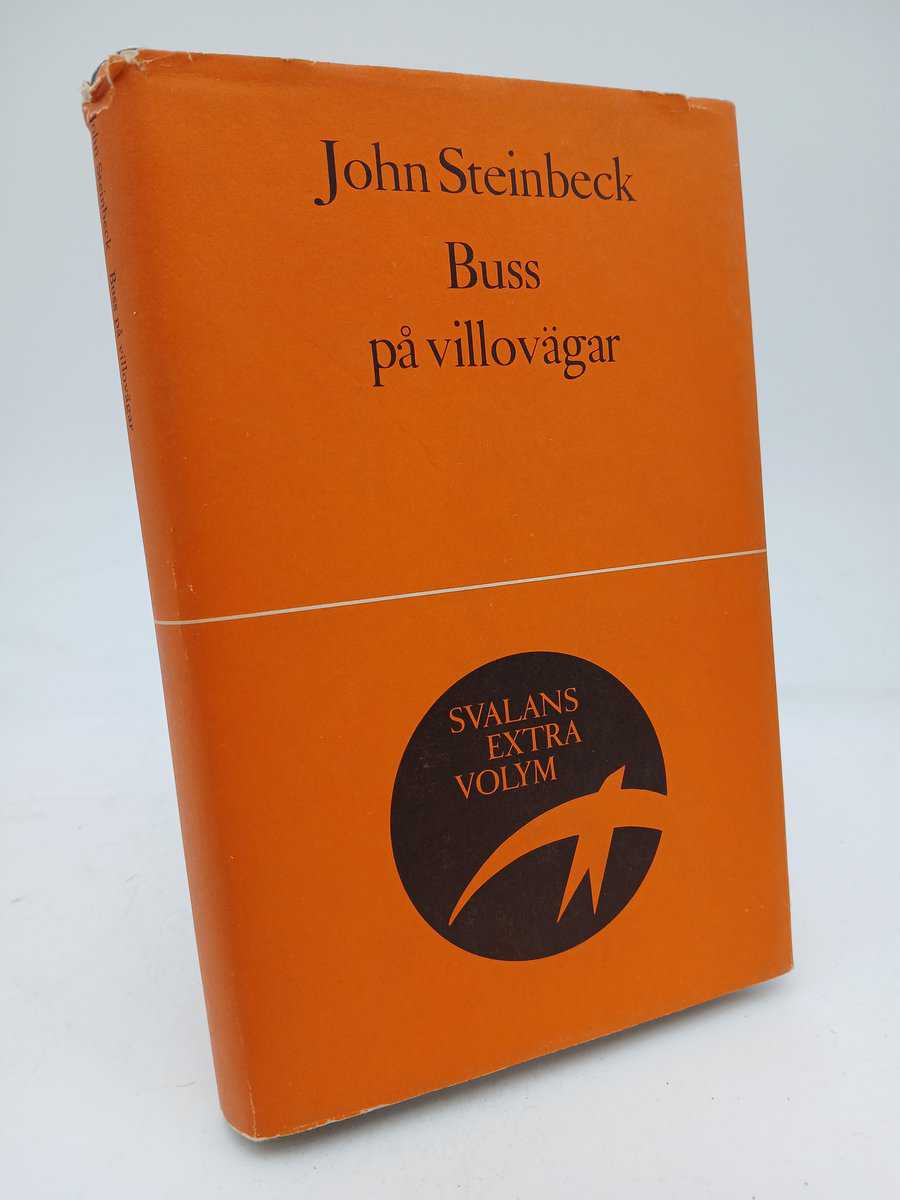 John Steinbeck
Buss
på villovägar
SVALANS
EXTRA
VOLYM
John Steinbeck Buss på villovägar